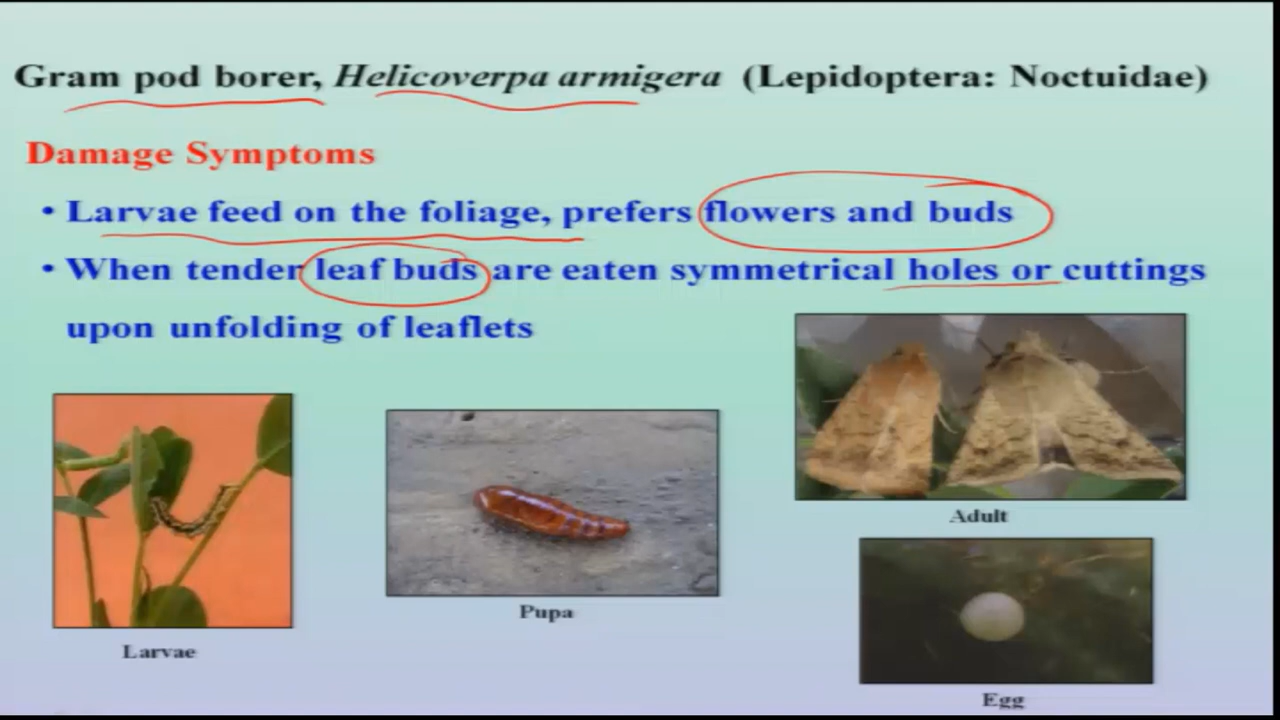 Gram pod borer, Helicoverpa armigera (Lepidoptera: Noctuidae)
Damage Symptoms
• Larvae feed on the foliage, prefers flowers and buds
• When tender leaf buds are eaten symmetrical holes or cuttings
upon unfolding of leaflets
Adult
Pupa
Larvae
Egg